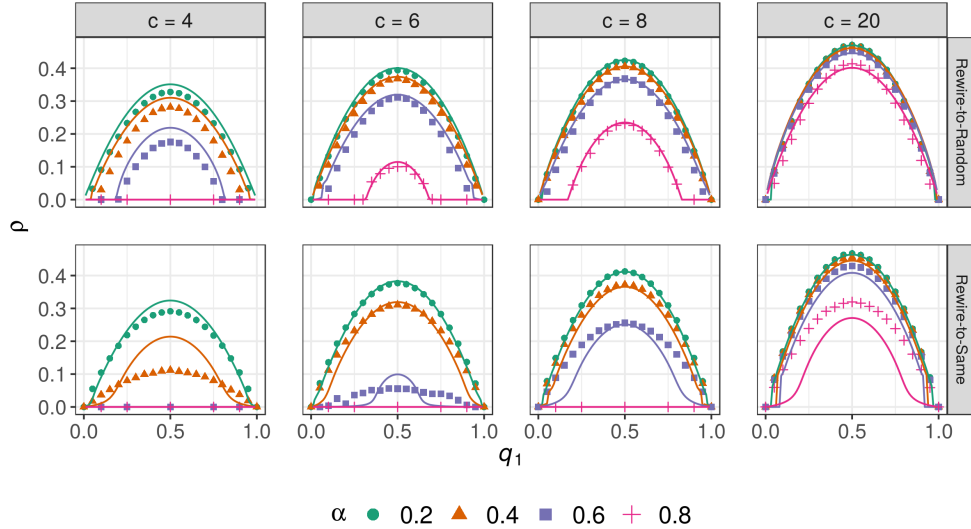 c = 4 c = 6 c = 8 c = 20
0.4
0.3
0.2
0.1
0.0
Rewire-to-Random
ρ
0.4
0.3
0.2
0.1
0.0
Rewire-to-Same
0.0 0.5 1.0 0.0 0.5 1.0 0.0 0.5 1.0 0.0 0.5 1.0
q1
α 0.2 0.4 0.6 0.8